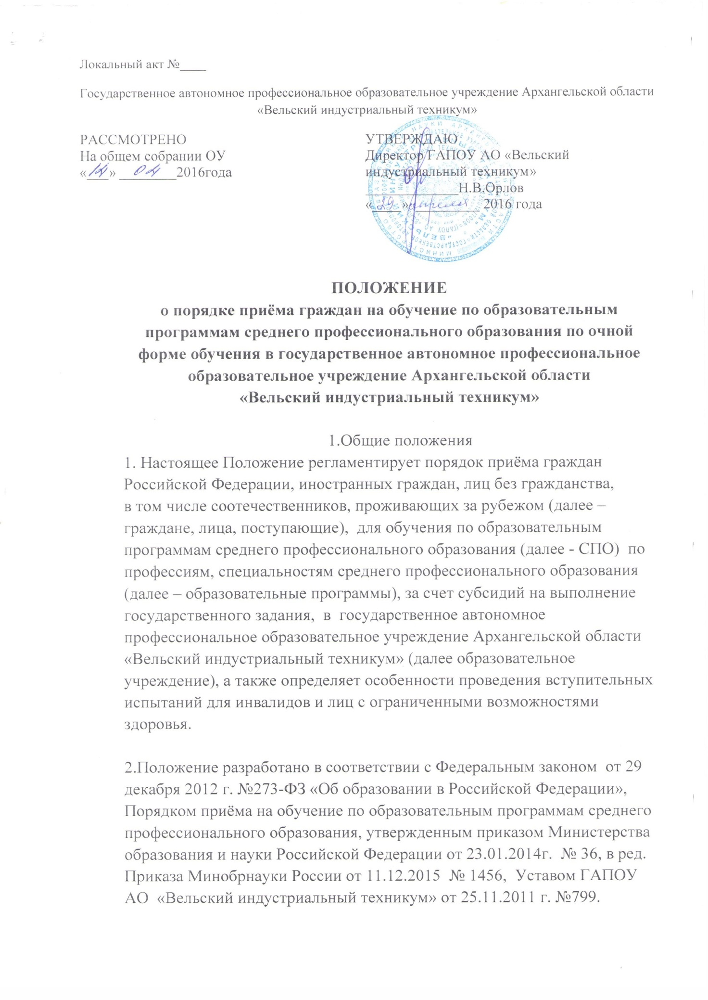 Локальный акт №____
Государственное автономное профессиональное образовательное учреждение Архангельской области
«Вельский индустриальный техникум»
РАССМОТРЕНО
На общем собрании ОУ
«14» 04 2016года
УТВЕРЖДАЮ
Директор ГАПОУ АО «Вельский
индустриальный техникум»
_____________Н.В.Орлов
«29» апреля 2016 года
ПОЛОЖЕНИЕ
о порядке приёма граждан на обучение по образовательным
программам среднего профессионального образования по очной
форме обучения в государственное автономное профессиональное
образовательное учреждение Архангельской области
«Вельский индустриальный техникум»
1.Общие положения
1. Настоящее Положение регламентирует порядок приёма граждан
Российской Федерации, иностранных граждан, лиц без гражданства,
в том числе соотечественников, проживающих за рубежом (далее –
граждане, лица, поступающие),  для обучения по образовательным
программам среднего профессионального образования (далее - СПО)  по
профессиям, специальностям среднего профессионального образования
(далее – образовательные программы), за счет субсидий на выполнение
государственного задания,  в  государственное автономное
профессиональное образовательное учреждение Архангельской области
«Вельский индустриальный техникум» (далее образовательное
учреждение), а также определяет особенности проведения вступительных
испытаний для инвалидов и лиц с ограниченными возможностями
здоровья.
2.Положение разработано в соответствии с Федеральным законом  от 29
декабря 2012 г. №273-ФЗ «Об образовании в Российской Федерации»,
Порядком приёма на обучение по образовательным программам среднего
профессионального образования, утвержденным приказом Министерства
образования и науки Российской Федерации от 23.01.2014г.  № 36, в ред.
Приказа Минобрнауки России от 11.12.2015  № 1456,  Уставом ГАПОУ
АО  «Вельский индустриальный техникум» от 25.11.2011 г. №799.